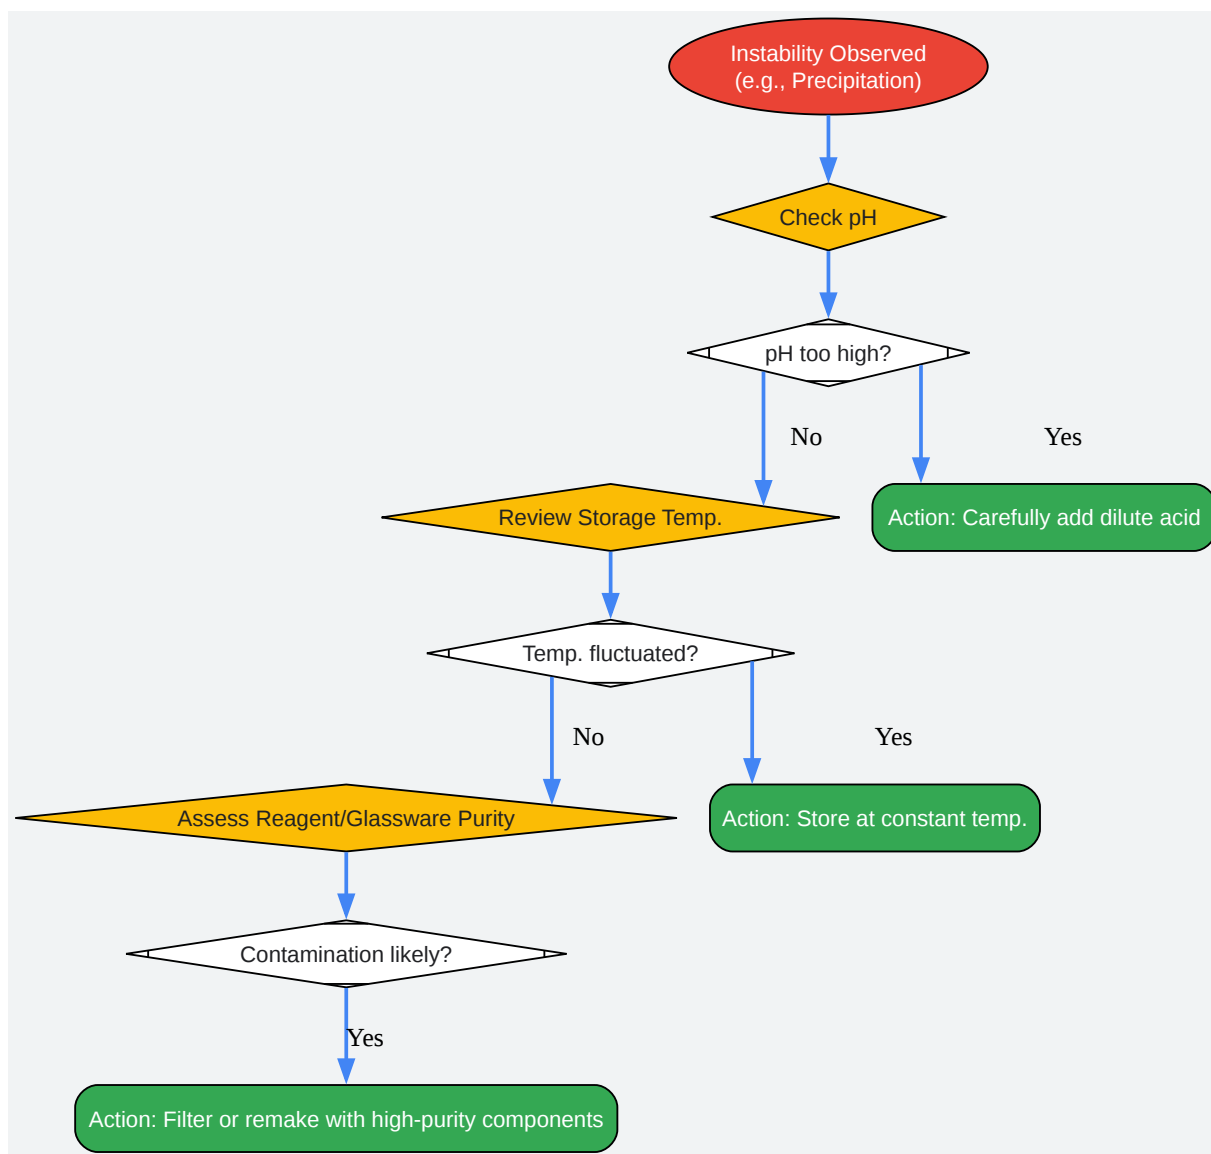 Instability Observed
(e.g., Precipitation)
Check pH
pH too high?
No
Yes
Review Storage Temp.
Action: Carefully add dilute acid
Temp. fluctuated?
No
Yes
Assess Reagent/Glassware Purity
Action: Store at constant temp.
Contamination likely?
Yes
Action: Filter or remake with high-purity components